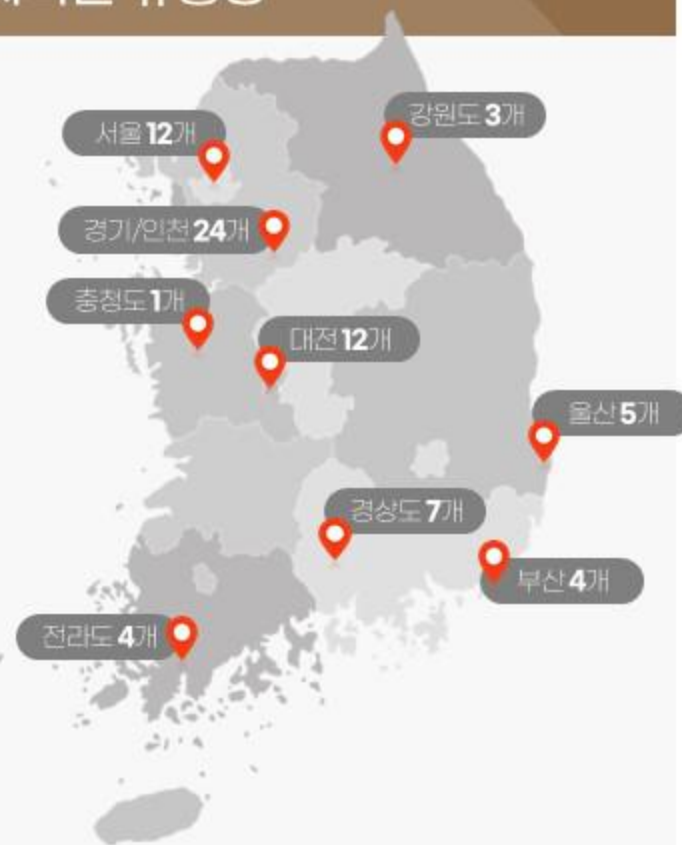 강원도 3개
서울 12개
경기/인천 24개
충청도 1개
대전 12개
울산 5개
경상도 7개
부산 4개
전라도 4개